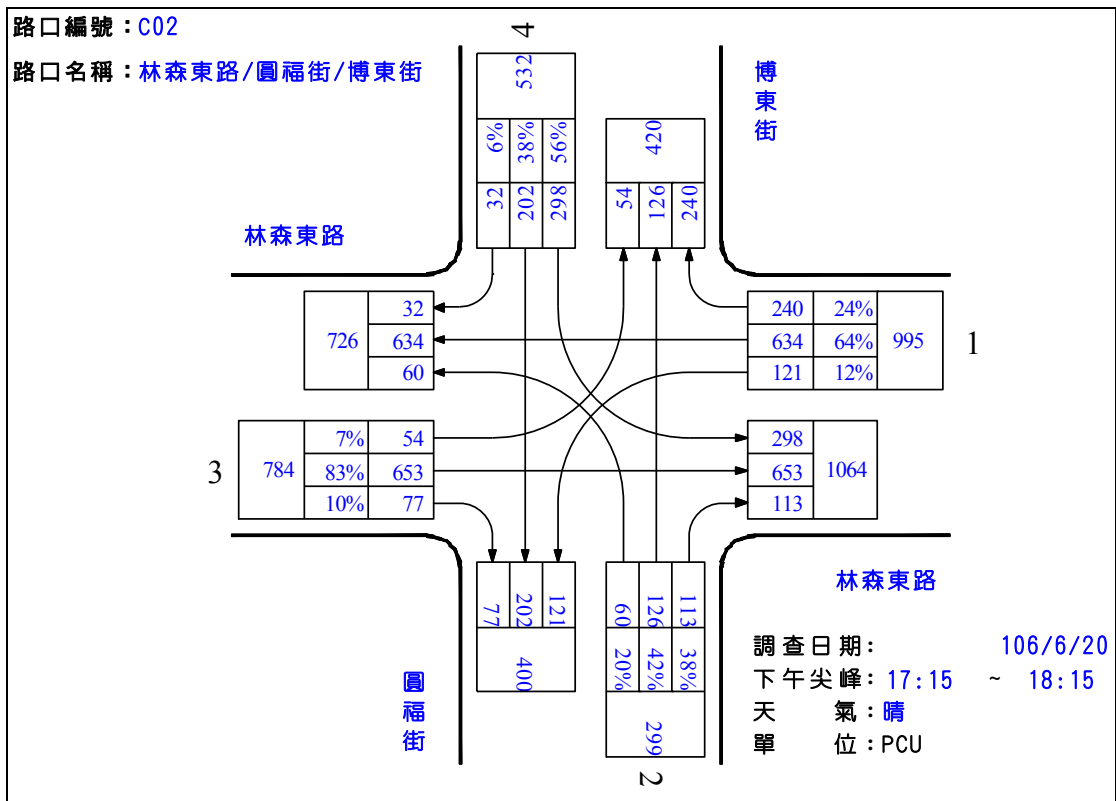 路口編號：C02
路口名稱：林森東路/圓福街/博東街
4
532
6% 38% 56%
32 202 298
420
54 126 240
博東街
林森東路
726
32
634
60
240 24%
634 64%
121 12%
995
1
3
784
7% 54
83% 653
10% 77
298
653
113
1064
77 202 121
400
60 126 113
20% 42% 38%
299
2
圓福街
林森東路
調查日期: 106/6/20
下午尖峰: 17:15 ~ 18:15
天 氣：晴
單 位：PCU